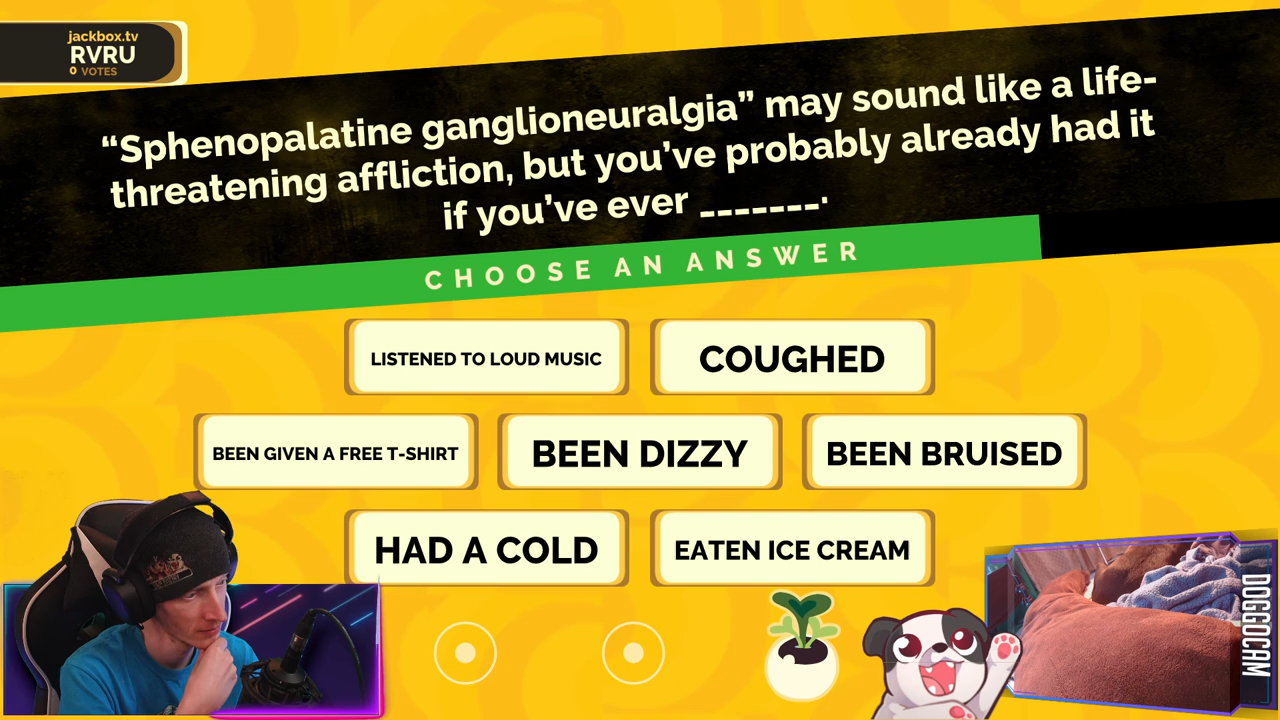 jackbox.tv
RVRU
0 VOTES
“Sphenopalatine ganglioneuralgia” may sound like a life-
threatening affliction, but you’ve probably already had it
if you’ve ever _______.
CHOOSE AN ANSWER
LISTENED TO LOUD MUSIC
COUGHED
BEEN GIVEN A FREE T-SHIRT
BEEN DIZZY
BEEN BRUISED
HAD A COLD
EATEN ICE CREAM
DOGGOCAM